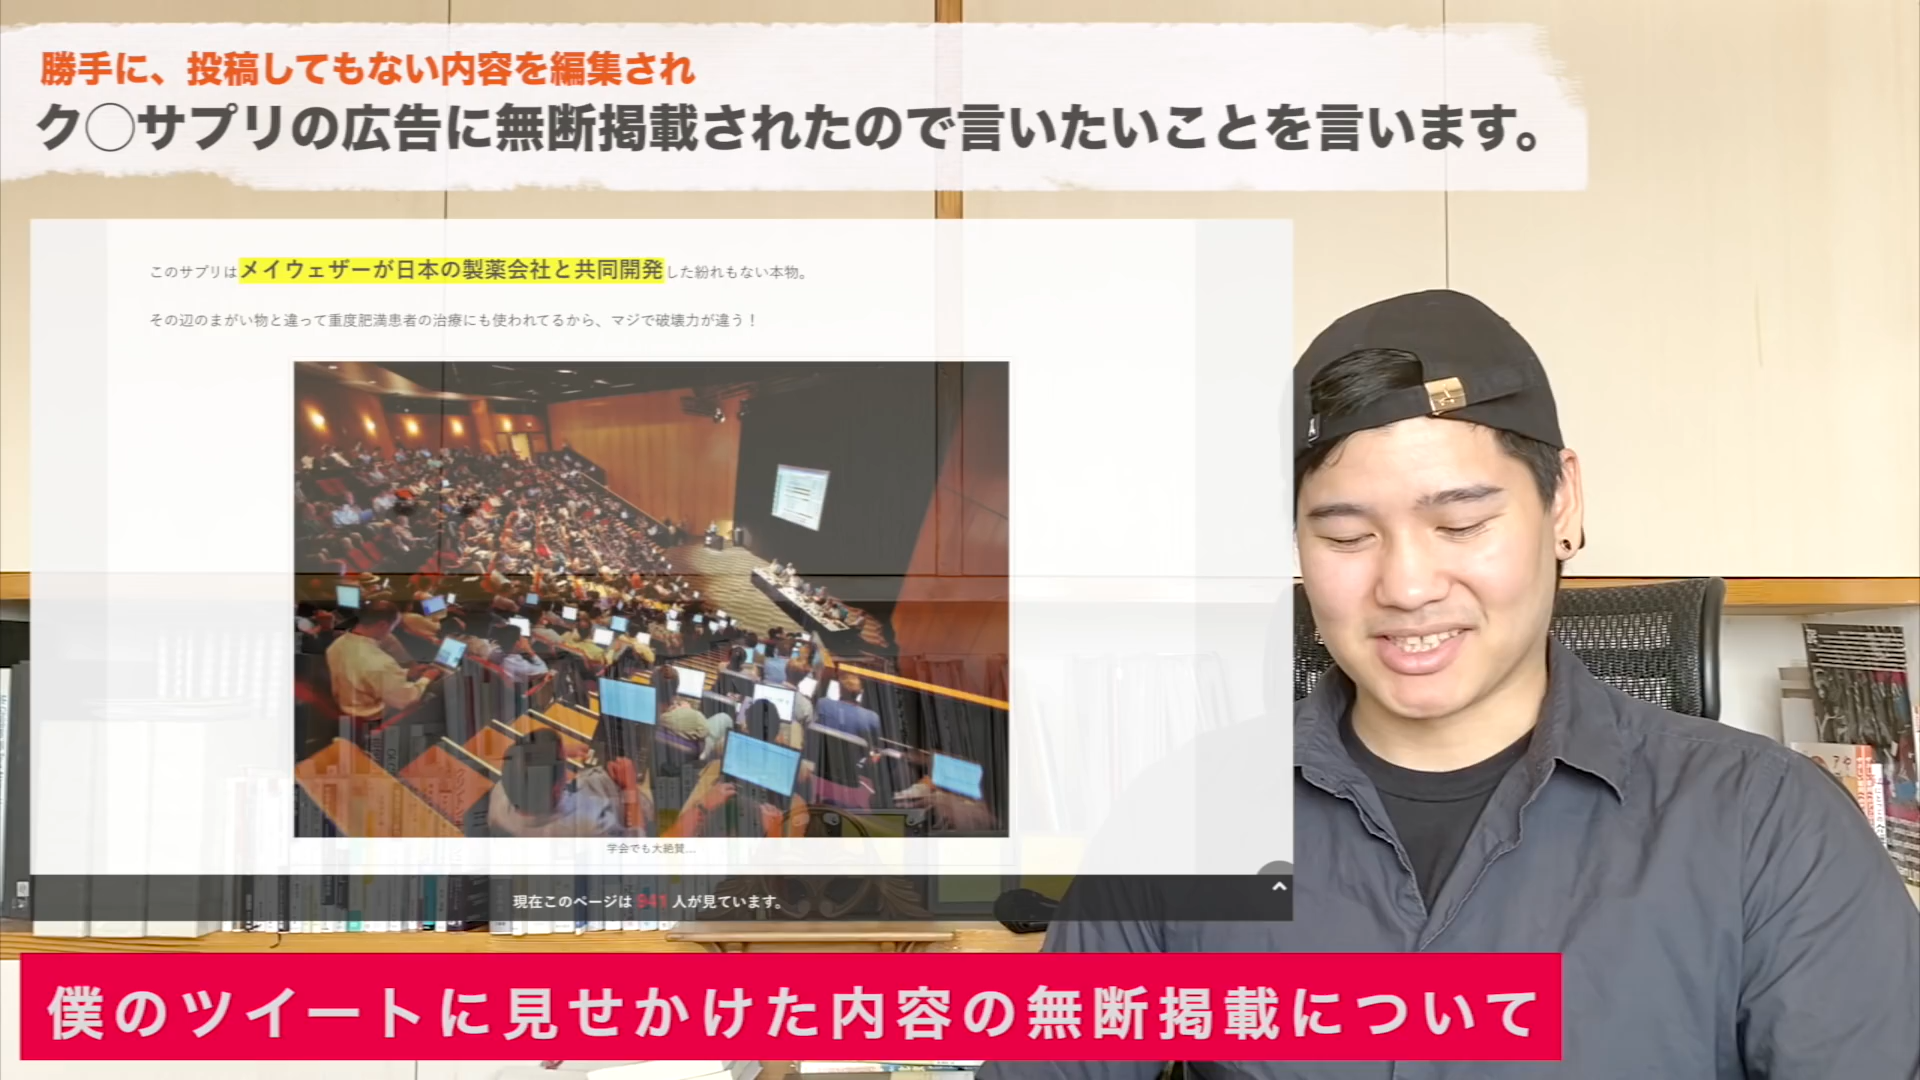 勝手に、投稿してもない内容を編集され
ク◯サプリの広告に無断掲載されたので言いたいことを言います。
このサプリはメイウェザーが日本の製薬会社と共同開発した紛れもない本物。
その辺のまがい物と違って重度肥満患者の治療にも使われてるから、マジで破壊力が違う！
学会でも大絶賛…
現在このページは 941 人が見ています。
僕のツイートに見せかけた内容の無断掲載について